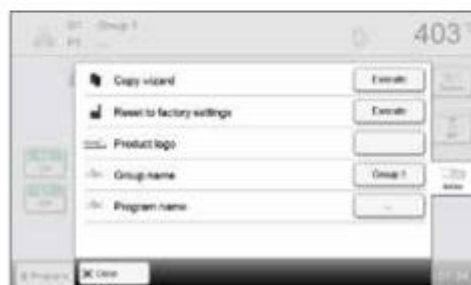 Group 1
403
Copy wizard
Execute
Reset to factory settings
Execute
Product logo
Group name
Group 1
Program name
...
Close